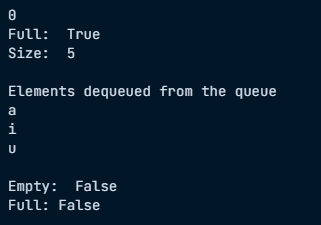 0
Full:  True
Size:  5

Elements dequeued from the queue
a
i
u

Empty:  False
Full: False